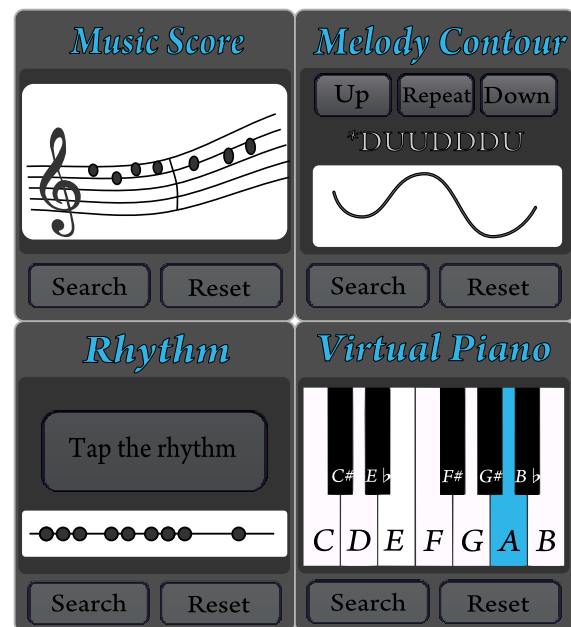 Music Score
Search Reset
Melody Contour
Up Repeat Down
*DUUDDDU
Search Reset
Rhythm
Tap the rhythm
Search Reset
Virtual Piano
C# E♭ F# G# B♭
C D E F G A B
Search Reset